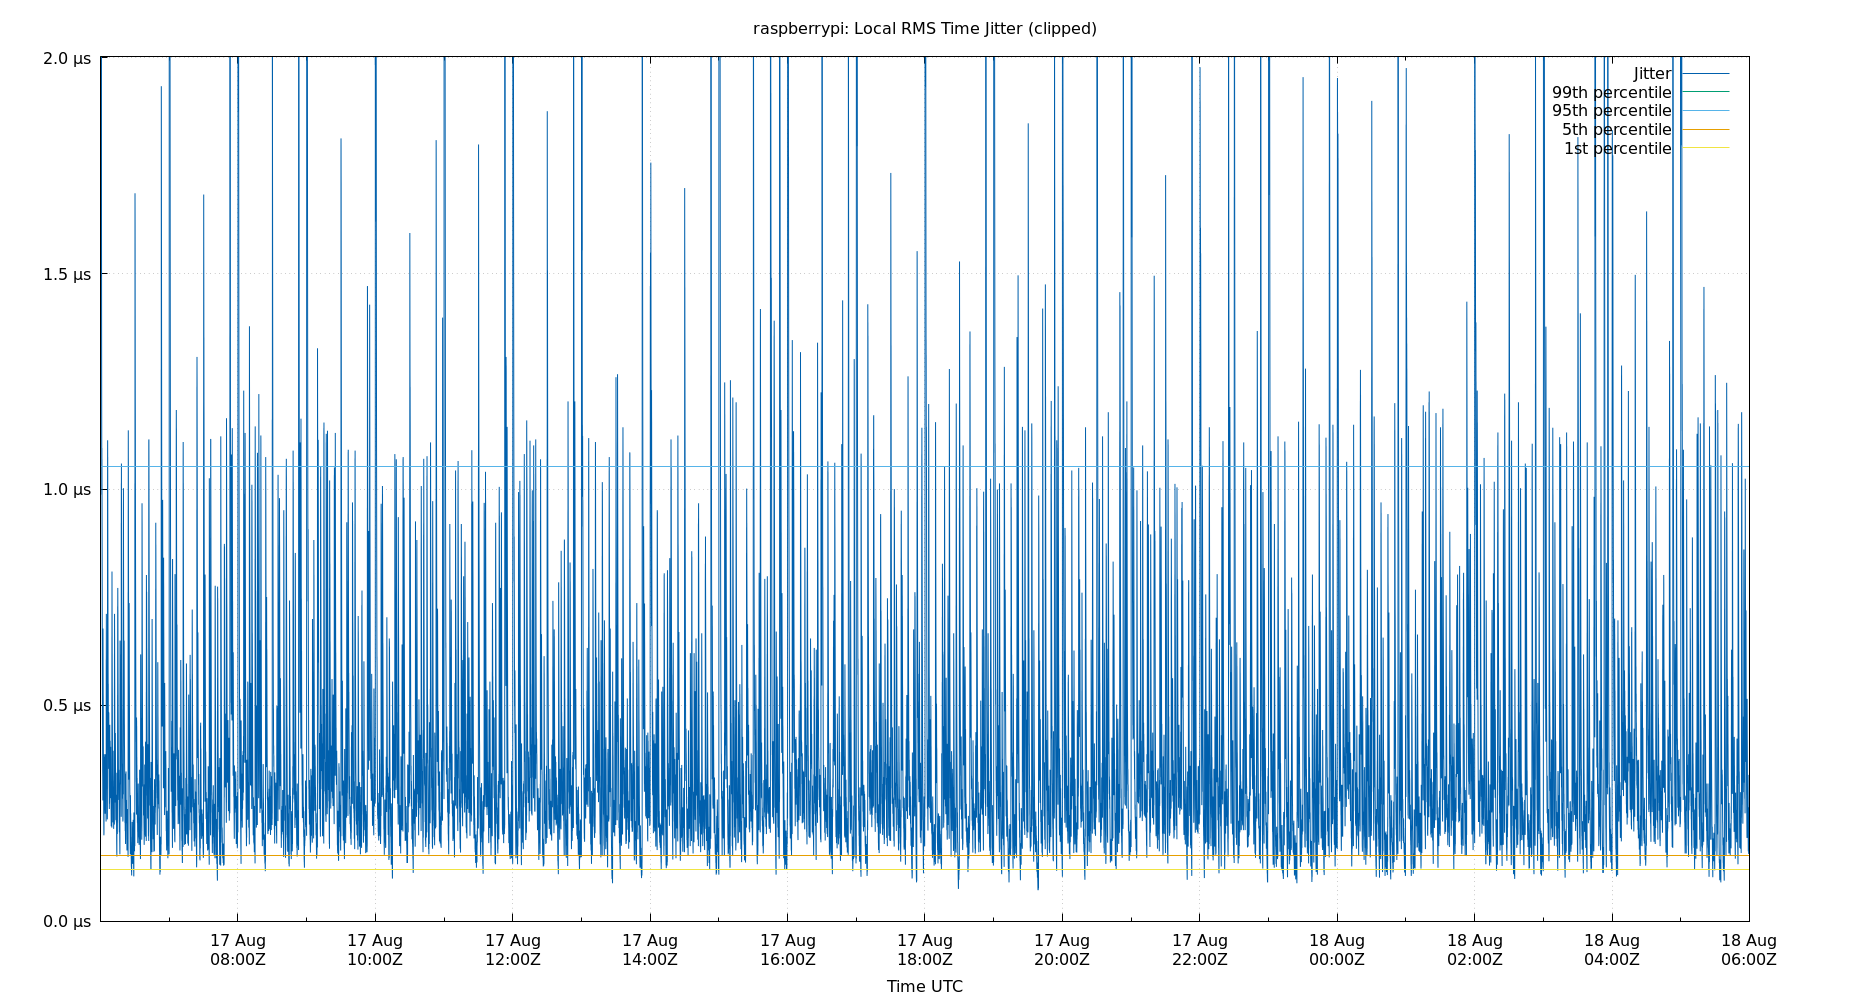 raspberrypi: Local RMS Time Jitter (clipped)
2.0 µs
1.5 µs
1.0 µs
0.5 µs
0.0 µs
Jitter
99th percentile
95th percentile
5th percentile
1st percentile
17 Aug 17 Aug 17 Aug 17 Aug 17 Aug 17 Aug 17 Aug 17 Aug 18 Aug 18 Aug 18 Aug 18 Aug
08:00Z 10:00Z 12:00Z 14:00Z 16:00Z 18:00Z 20:00Z 22:00Z 00:00Z 02:00Z 04:00Z 06:00Z
Time UTC